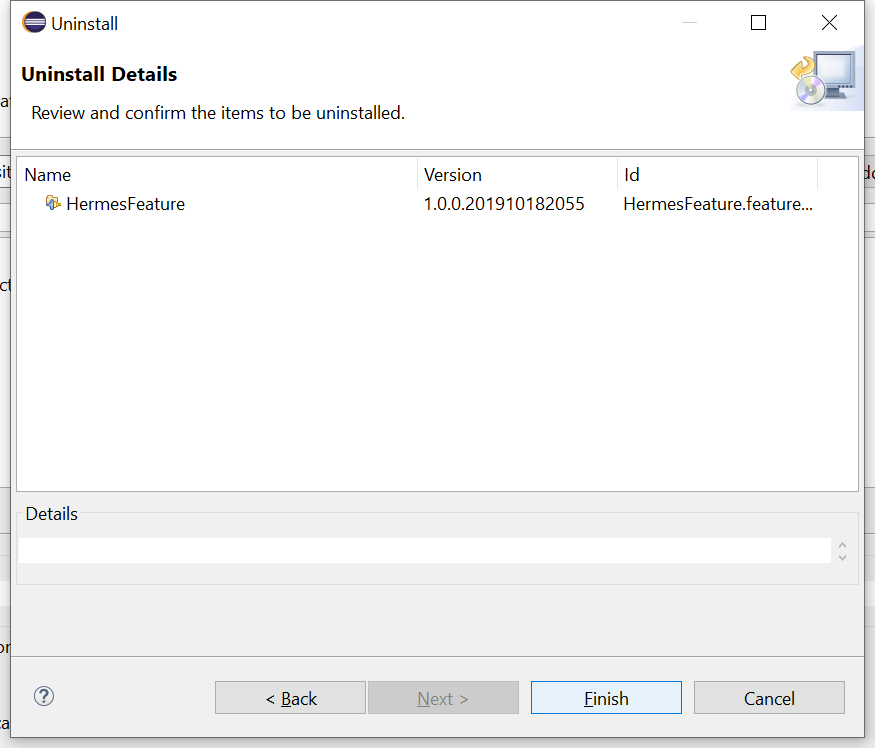 Uninstall
Uninstall Details
Review and confirm the items to be uninstalled.
Name Version Id
HermesFeature 1.0.0.201910182055 HermesFeature.feature...
Details
< Back Next > Finish Cancel